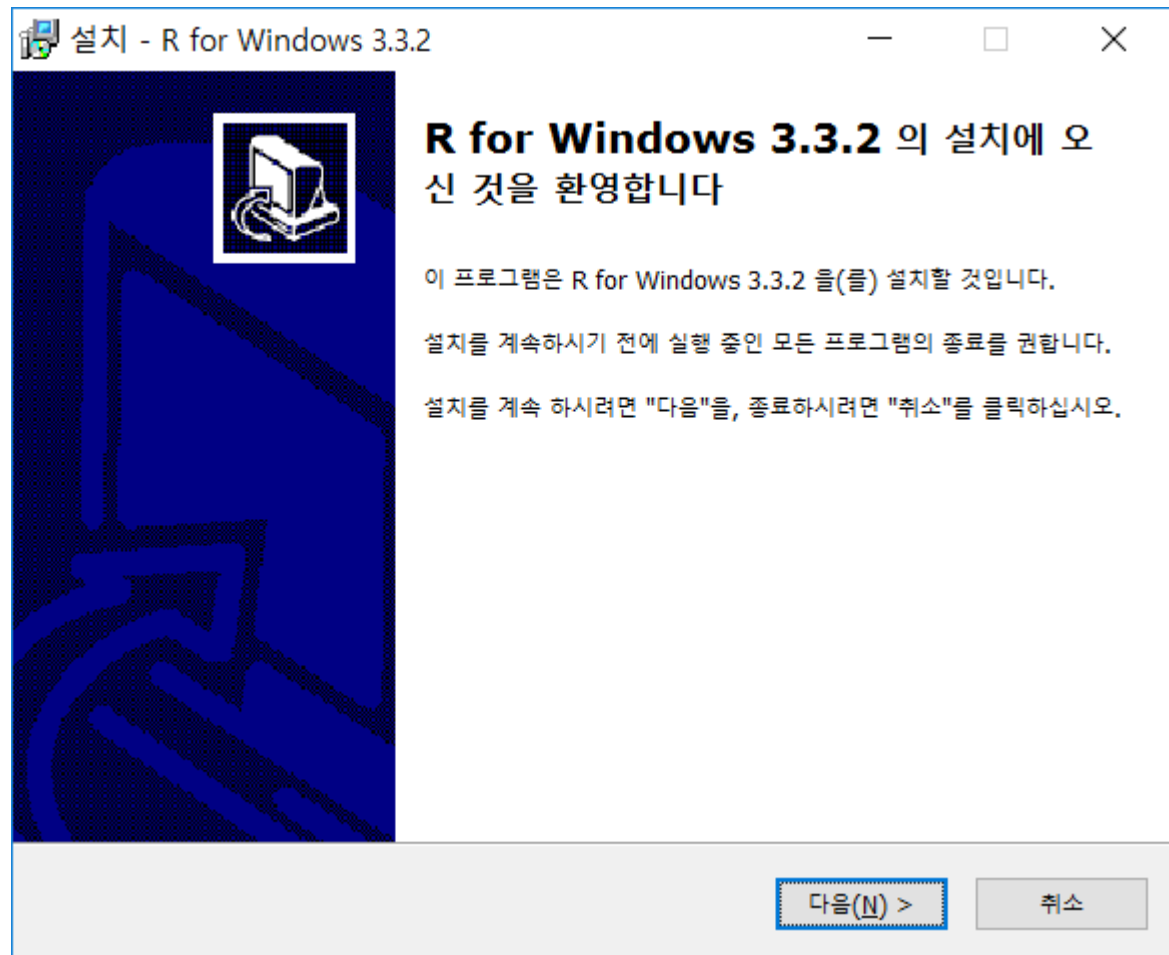 설치 - R for Windows 3.3.2
R for Windows 3.3.2 의 설치에 오
신 것을 환영합니다
이 프로그램은 R for Windows 3.3.2 을(를) 설치할 것입니다.
설치를 계속하시기 전에 실행 중인 모든 프로그램의 종료를 권합니다.
설치를 계속 하시려면 "다음"을, 종료하시려면 "취소"를 클릭하십시오.
다음(N) >
취소